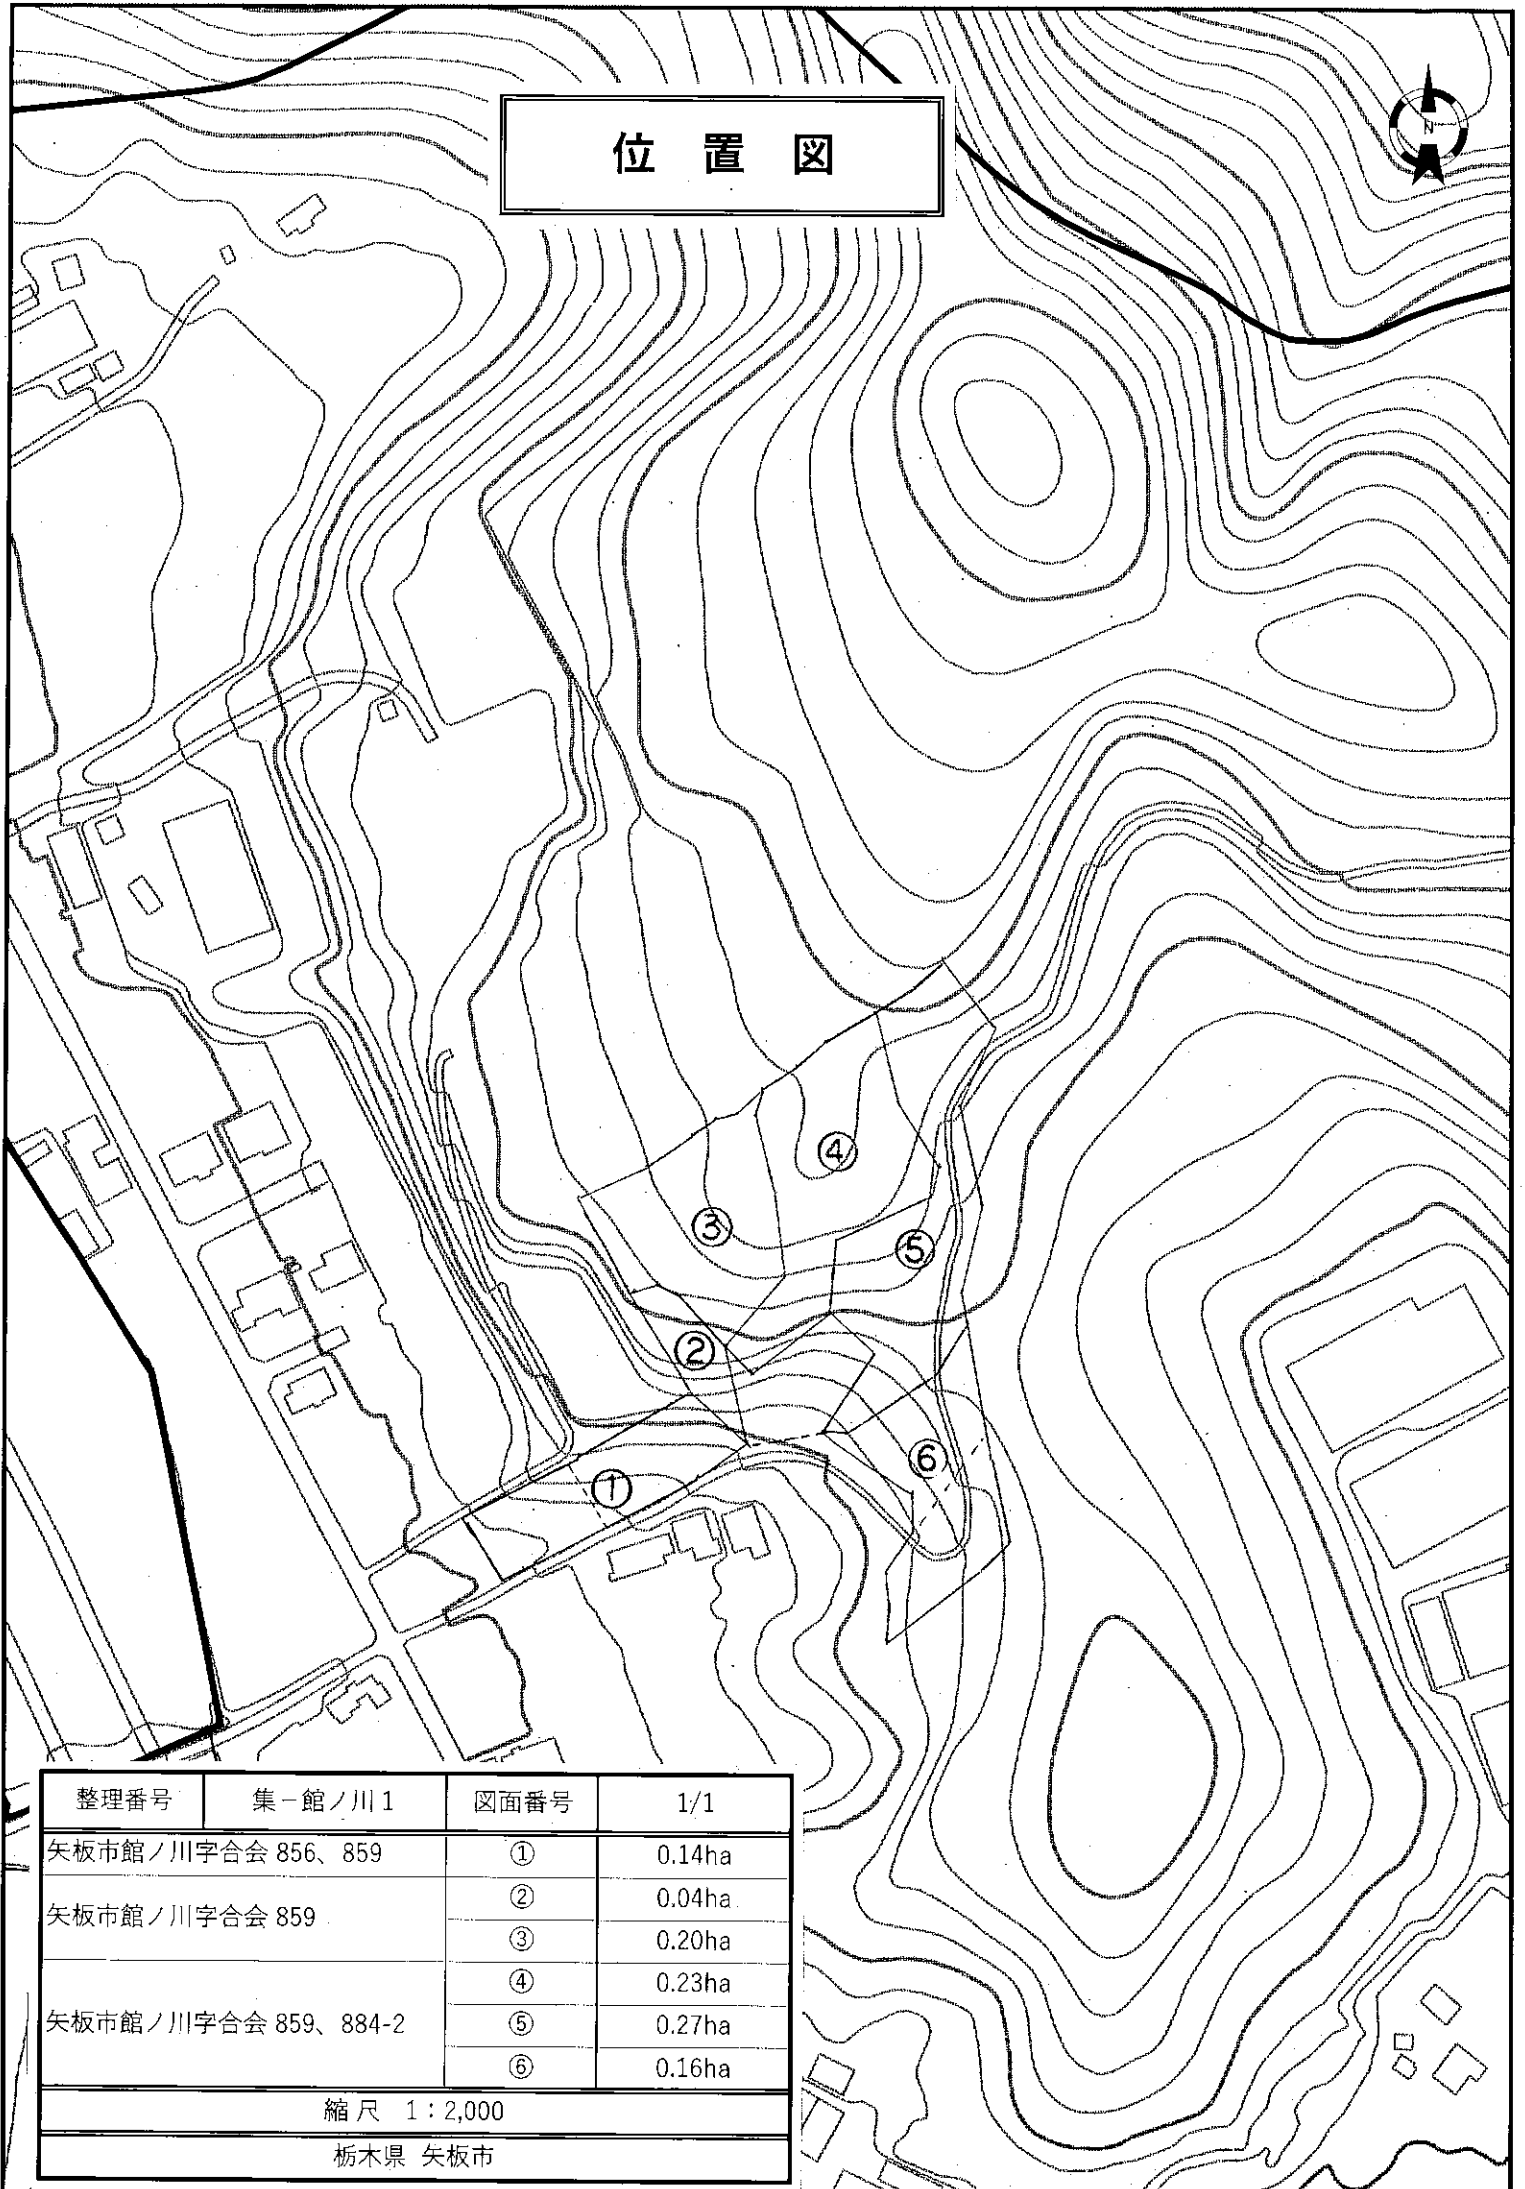 位置図
N
④
③
⑤
②
⑥
①
整理番号 集－館ノ川1 図面番号 1/1
矢板市館ノ川字合会 856、859 ① 0.14ha
矢板市館ノ川字合会 859 ② 0.04ha
③ 0.20ha
矢板市館ノ川字合会 859、884-2 ④ 0.23ha
⑤ 0.27ha
⑥ 0.16ha
縮尺 1：2,000
栃木県 矢板市